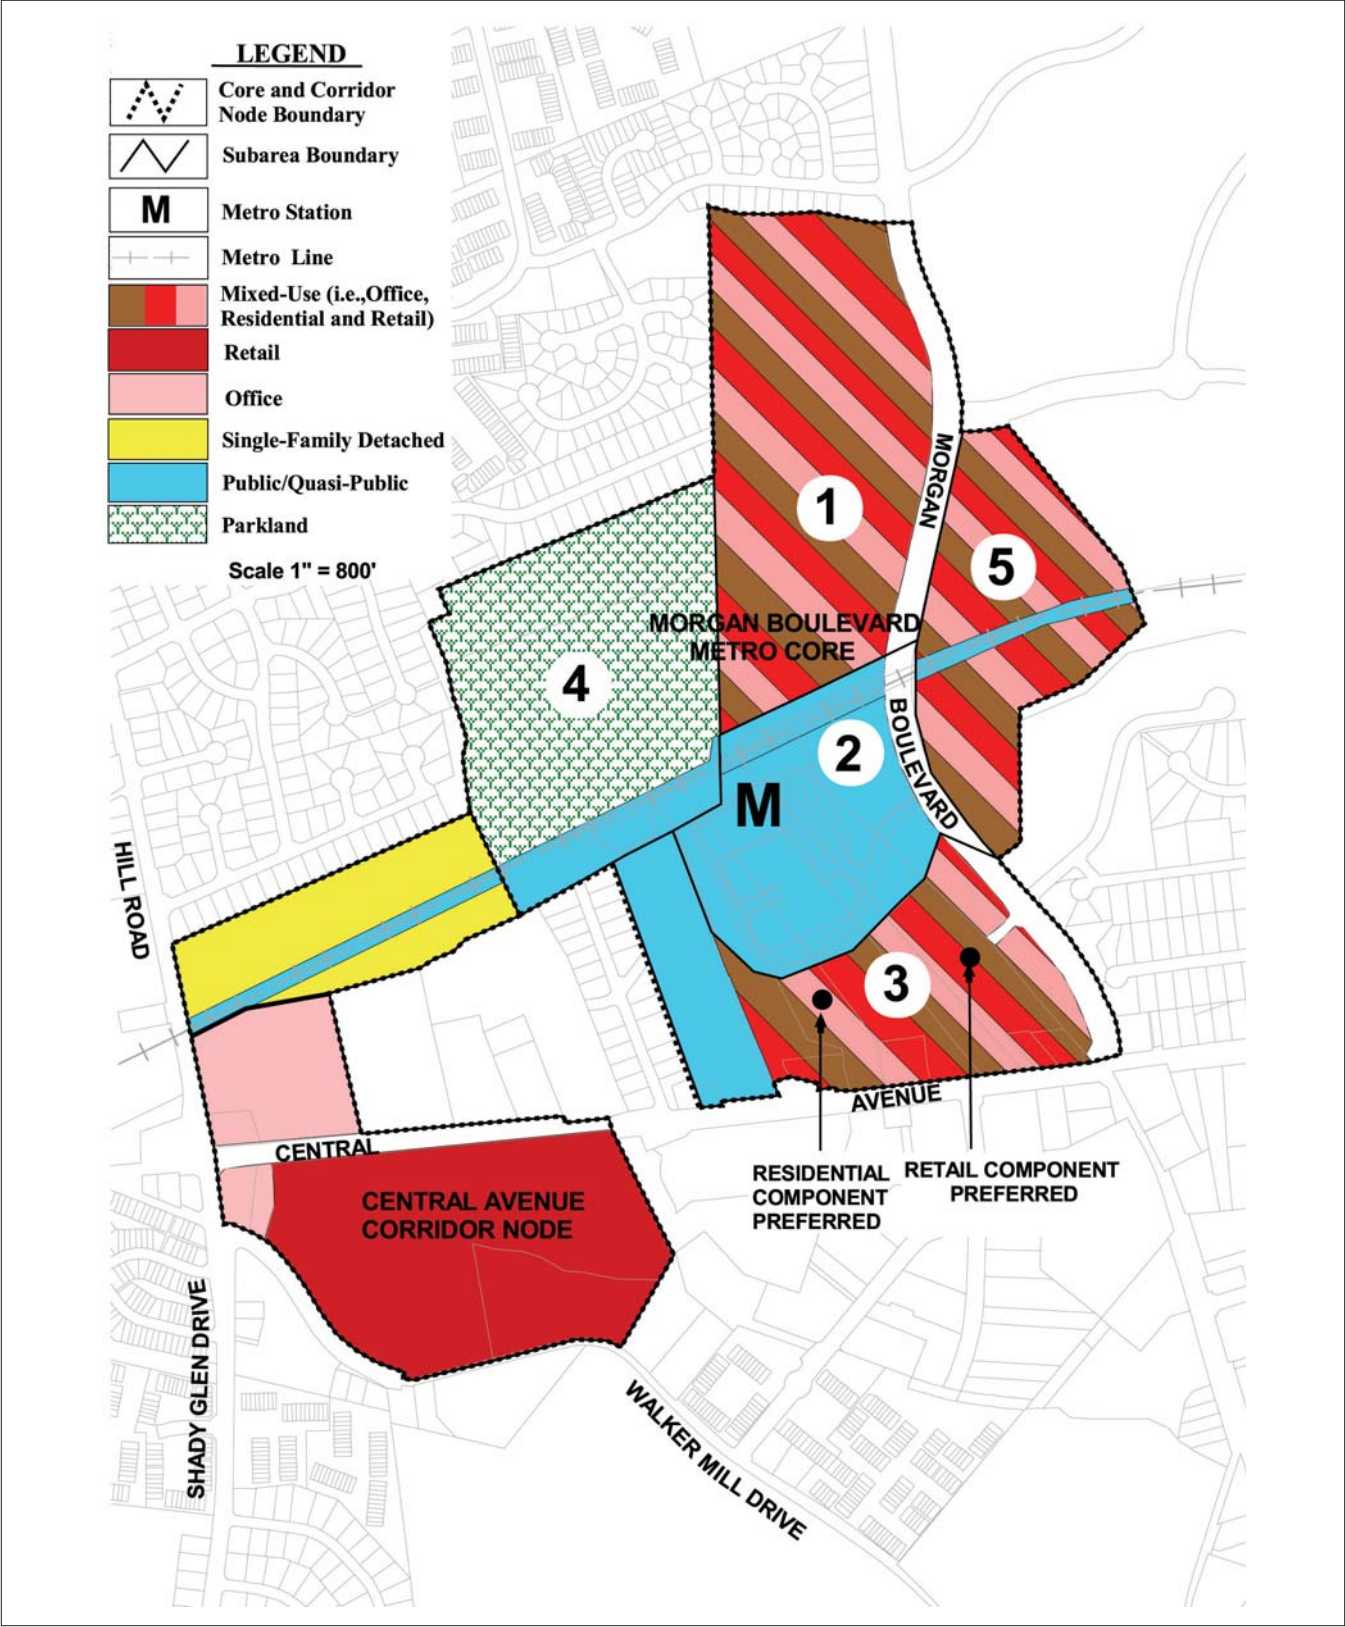 LEGEND
Core and Corridor
Node Boundary
Subarea Boundary
M
Metro Station
Metro Line
Mixed-Use (i.e.,Office,
Residential and Retail)
Retail
Office
Single-Family Detached
Public/Quasi-Public
Parkland
Scale 1" = 800'
MORGAN
1
5
MORGAN BOULEVARD
METRO CORE
4
2
BOULEVARD
M
HILL ROAD
3
AVENUE
CENTRAL
RESIDENTIAL
COMPONENT
PREFERRED
RETAIL COMPONENT
PREFERRED
CENTRAL AVENUE
CORRIDOR NODE
SHADY GLEN DRIVE
WALKER MILL DRIVE